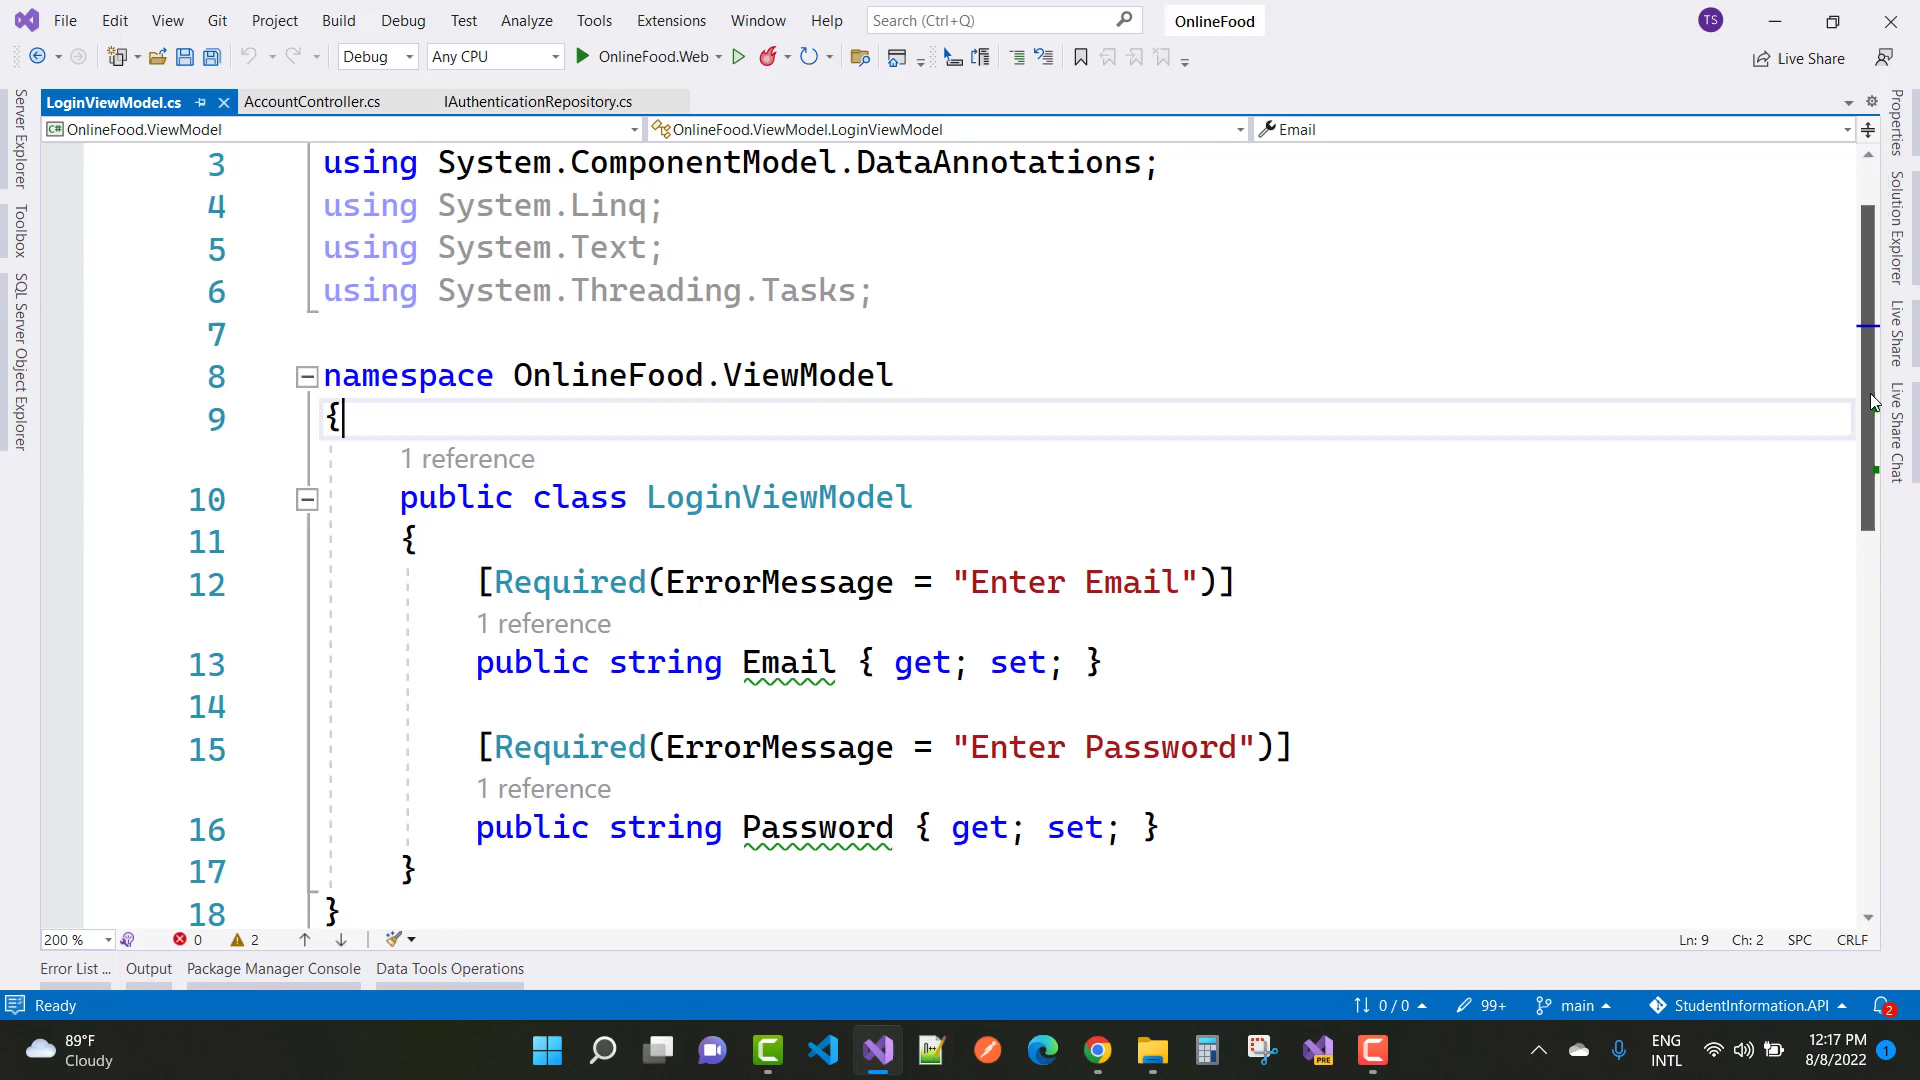 File Edit View Git Project Build Debug Test Analyze Tools Extensions Window Help Search (Ctrl+Q) OnlineFood TS
Debug Any CPU OnlineFood.Web Live Share
LoginViewModel.cs AccountController.cs IAuthenticationRepository.cs
OnlineFood.ViewModel OnlineFood.ViewModel.LoginViewModel Email
Server Explorer
Toolbox
SQL Server Object Explorer
3 using System.ComponentModel.DataAnnotations;
4 using System.Linq;
5 using System.Text;
6 using System.Threading.Tasks;
7
8 namespace OnlineFood.ViewModel
9 {
1 reference
10 public class LoginViewModel
11 {
12 [Required(ErrorMessage = "Enter Email")]
1 reference
13 public string Email { get; set; }
14
15 [Required(ErrorMessage = "Enter Password")]
1 reference
16 public string Password { get; set; }
17 }
18 }
Properties
Solution Explorer
Live Share
Live Share Chat
200 % 0 2 Ln: 9 Ch: 2 SPC CRLF
Error List ... Output Package Manager Console Data Tools Operations
Ready 0 / 0 99+ main StudentInformation.API 2
89°F
Cloudy
PRE
ENG
INTL
12:17 PM
8/8/2022
1